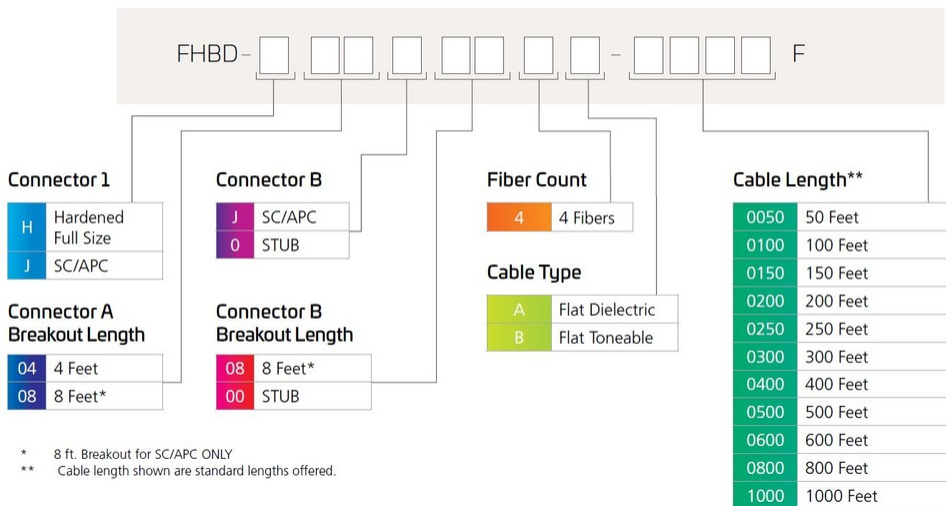 FHBD- – F
Connector 1
H Hardened
Full Size
J SC/APC
Connector A
Breakout Length
04 4 Feet
08 8 Feet*
Connector B
J SC/APC
0 STUB
Connector B
Breakout Length
08 8 Feet*
00 STUB
Fiber Count
4 4 Fibers
Cable Type
A Flat Dielectric
B Flat Toneable
Cable Length**
0050 50 Feet
0100 100 Feet
0150 150 Feet
0200 200 Feet
0250 250 Feet
0300 300 Feet
0400 400 Feet
0500 500 Feet
0600 600 Feet
0800 800 Feet
1000 1000 Feet
* 8 ft. Breakout for SC/APC ONLY
** Cable length shown are standard lengths offered.